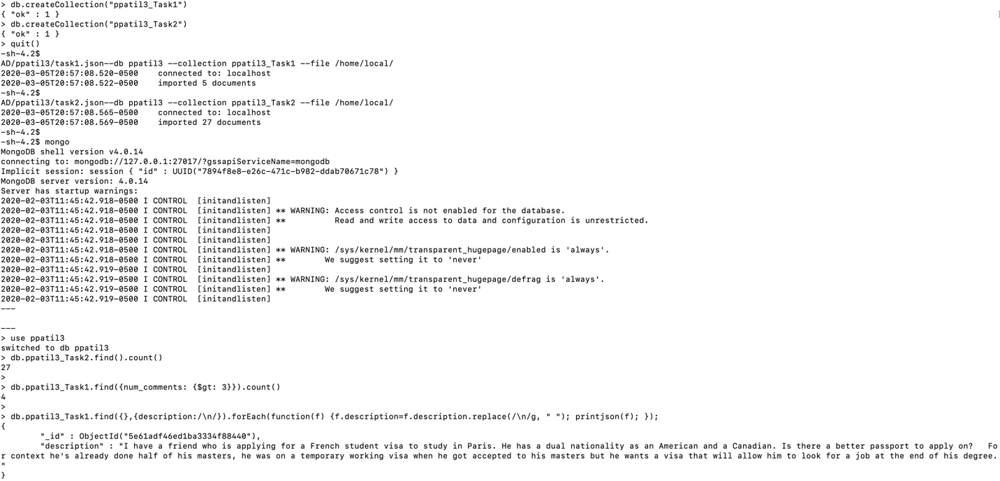 > db.createCollection("ppatil3_Task1")
{ "ok" : 1 }
> db.createCollection("ppatil3_Task2")
{ "ok" : 1 }
> quit()
-sh-4.2$
AD/ppatil3/task1.json--db ppatil3 --collection ppatil3_Task1 --file /home/local/
2020-03-05T20:57:08.520-0500    connected to: localhost
2020-03-05T20:57:08.522-0500    imported 5 documents
-sh-4.2$
AD/ppatil3/task2.json--db ppatil3 --collection ppatil3_Task2 --file /home/local/
2020-03-05T20:57:08.565-0500    connected to: localhost
2020-03-05T20:57:08.569-0500    imported 27 documents
-sh-4.2$
-sh-4.2$ mongo
MongoDB shell version v4.0.14
connecting to: mongodb://127.0.0.1:27017/?gssapiServiceName=mongodb
Implicit session: session { "id" : UUID("7894f8e8-e26c-471c-b982-ddab70671c78") }
MongoDB server version: 4.0.14
Server has startup warnings:
2020-02-03T11:45:42.918-0500 I CONTROL  [initandlisten]
2020-02-03T11:45:42.918-0500 I CONTROL  [initandlisten] ** WARNING: Access control is not enabled for the database.
2020-02-03T11:45:42.918-0500 I CONTROL  [initandlisten] **          Read and write access to data and configuration is unrestricted.
2020-02-03T11:45:42.918-0500 I CONTROL  [initandlisten]
2020-02-03T11:45:42.918-0500 I CONTROL  [initandlisten]
2020-02-03T11:45:42.918-0500 I CONTROL  [initandlisten] ** WARNING: /sys/kernel/mm/transparent_hugepage/enabled is 'always'.
2020-02-03T11:45:42.918-0500 I CONTROL  [initandlisten] **        We suggest setting it to 'never'
2020-02-03T11:45:42.919-0500 I CONTROL  [initandlisten]
2020-02-03T11:45:42.919-0500 I CONTROL  [initandlisten] ** WARNING: /sys/kernel/mm/transparent_hugepage/defrag is 'always'.
2020-02-03T11:45:42.919-0500 I CONTROL  [initandlisten] **        We suggest setting it to 'never'
2020-02-03T11:45:42.919-0500 I CONTROL  [initandlisten]
---

---
> use ppatil3
switched to db ppatil3
> db.ppatil3_Task2.find().count()
27
>
> db.ppatil3_Task1.find({num_comments: {$gt: 3}}).count()
4
>
> db.ppatil3_Task1.find({},{description:/\n/}).forEach(function(f) {f.description=f.description.replace(/\n/g, " "); printjson(f); });
{
        "_id" : ObjectId("5e61adf46ed1ba3334f88440"),
        "description" : "I have a friend who is applying for a French student visa to study in Paris. He has a dual nationality as an American and a Canadian. Is there a better passport to apply on?   Fo
r context he's already done half of his masters, he was on a temporary working visa when he got accepted to his masters but he wants a visa that will allow him to look for a job at the end of his degree.
"
}